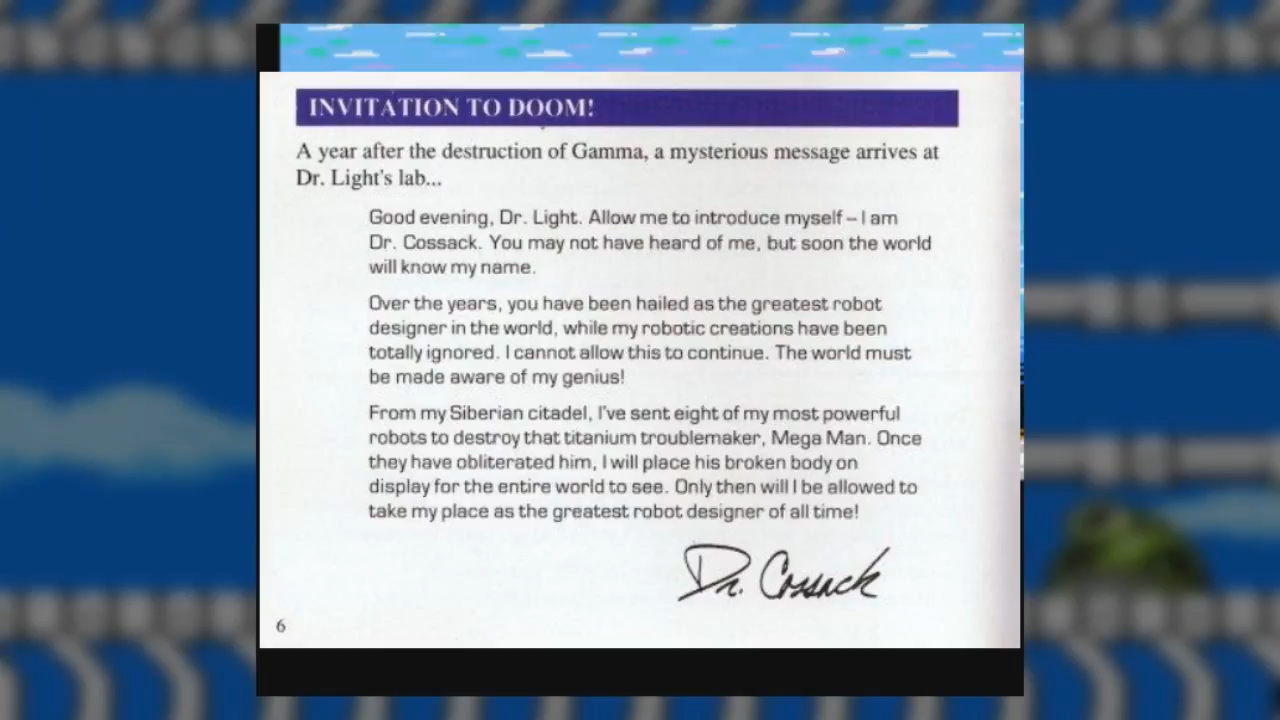 INVITATION TO DOOM!
A year after the destruction of Gamma, a mysterious message arrives at
Dr. Light's lab...
Good evening, Dr. Light. Allow me to introduce myself – I am
Dr. Cossack. You may not have heard of me, but soon the world
will know my name.
Over the years, you have been hailed as the greatest robot
designer in the world, while my robotic creations have been
totally ignored. I cannot allow this to continue. The world must
be made aware of my genius!
From my Siberian citadel, I've sent eight of my most powerful
robots to destroy that titanium troublemaker, Mega Man. Once
they have obliterated him, I will place his broken body on
display for the entire world to see. Only then will I be allowed to
take my place as the greatest robot designer of all time!
Dr. Cossack
6